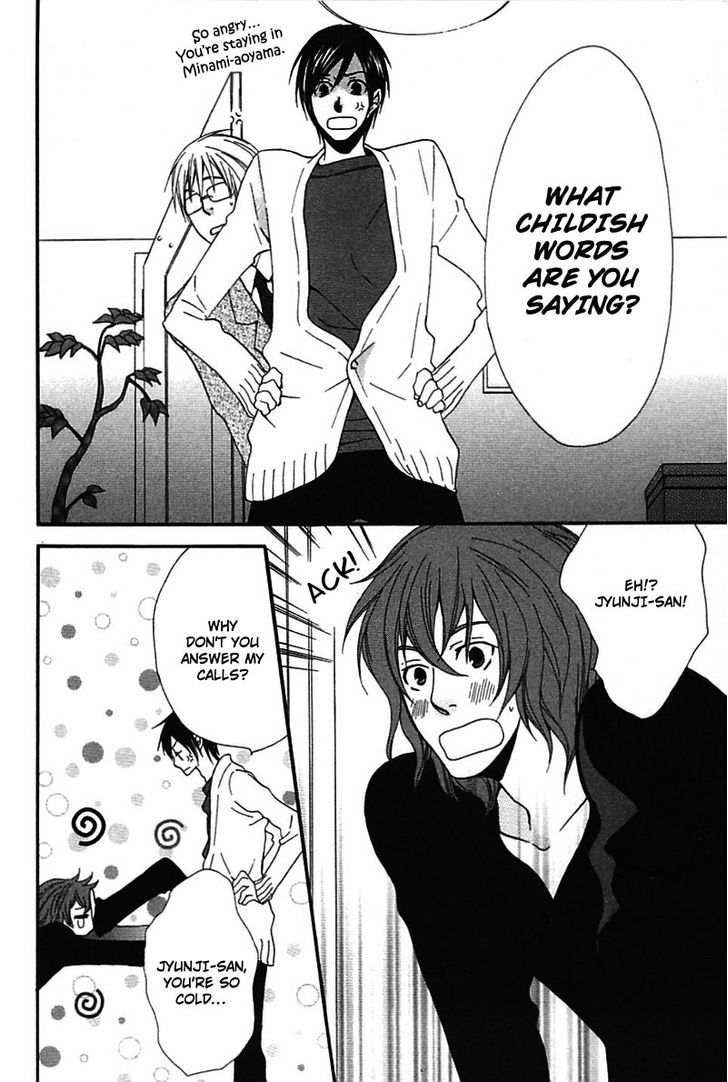 So angry...
You're staying in
Minami-aoyama.
WHAT
CHILDISH
WORDS
ARE YOU
SAYING?
EH!?
JYUNJI-SAN!
ACK!
WHY
DON'T YOU
ANSWER MY
CALLS?
JYUNJI-SAN,
YOU'RE SO
COLD...